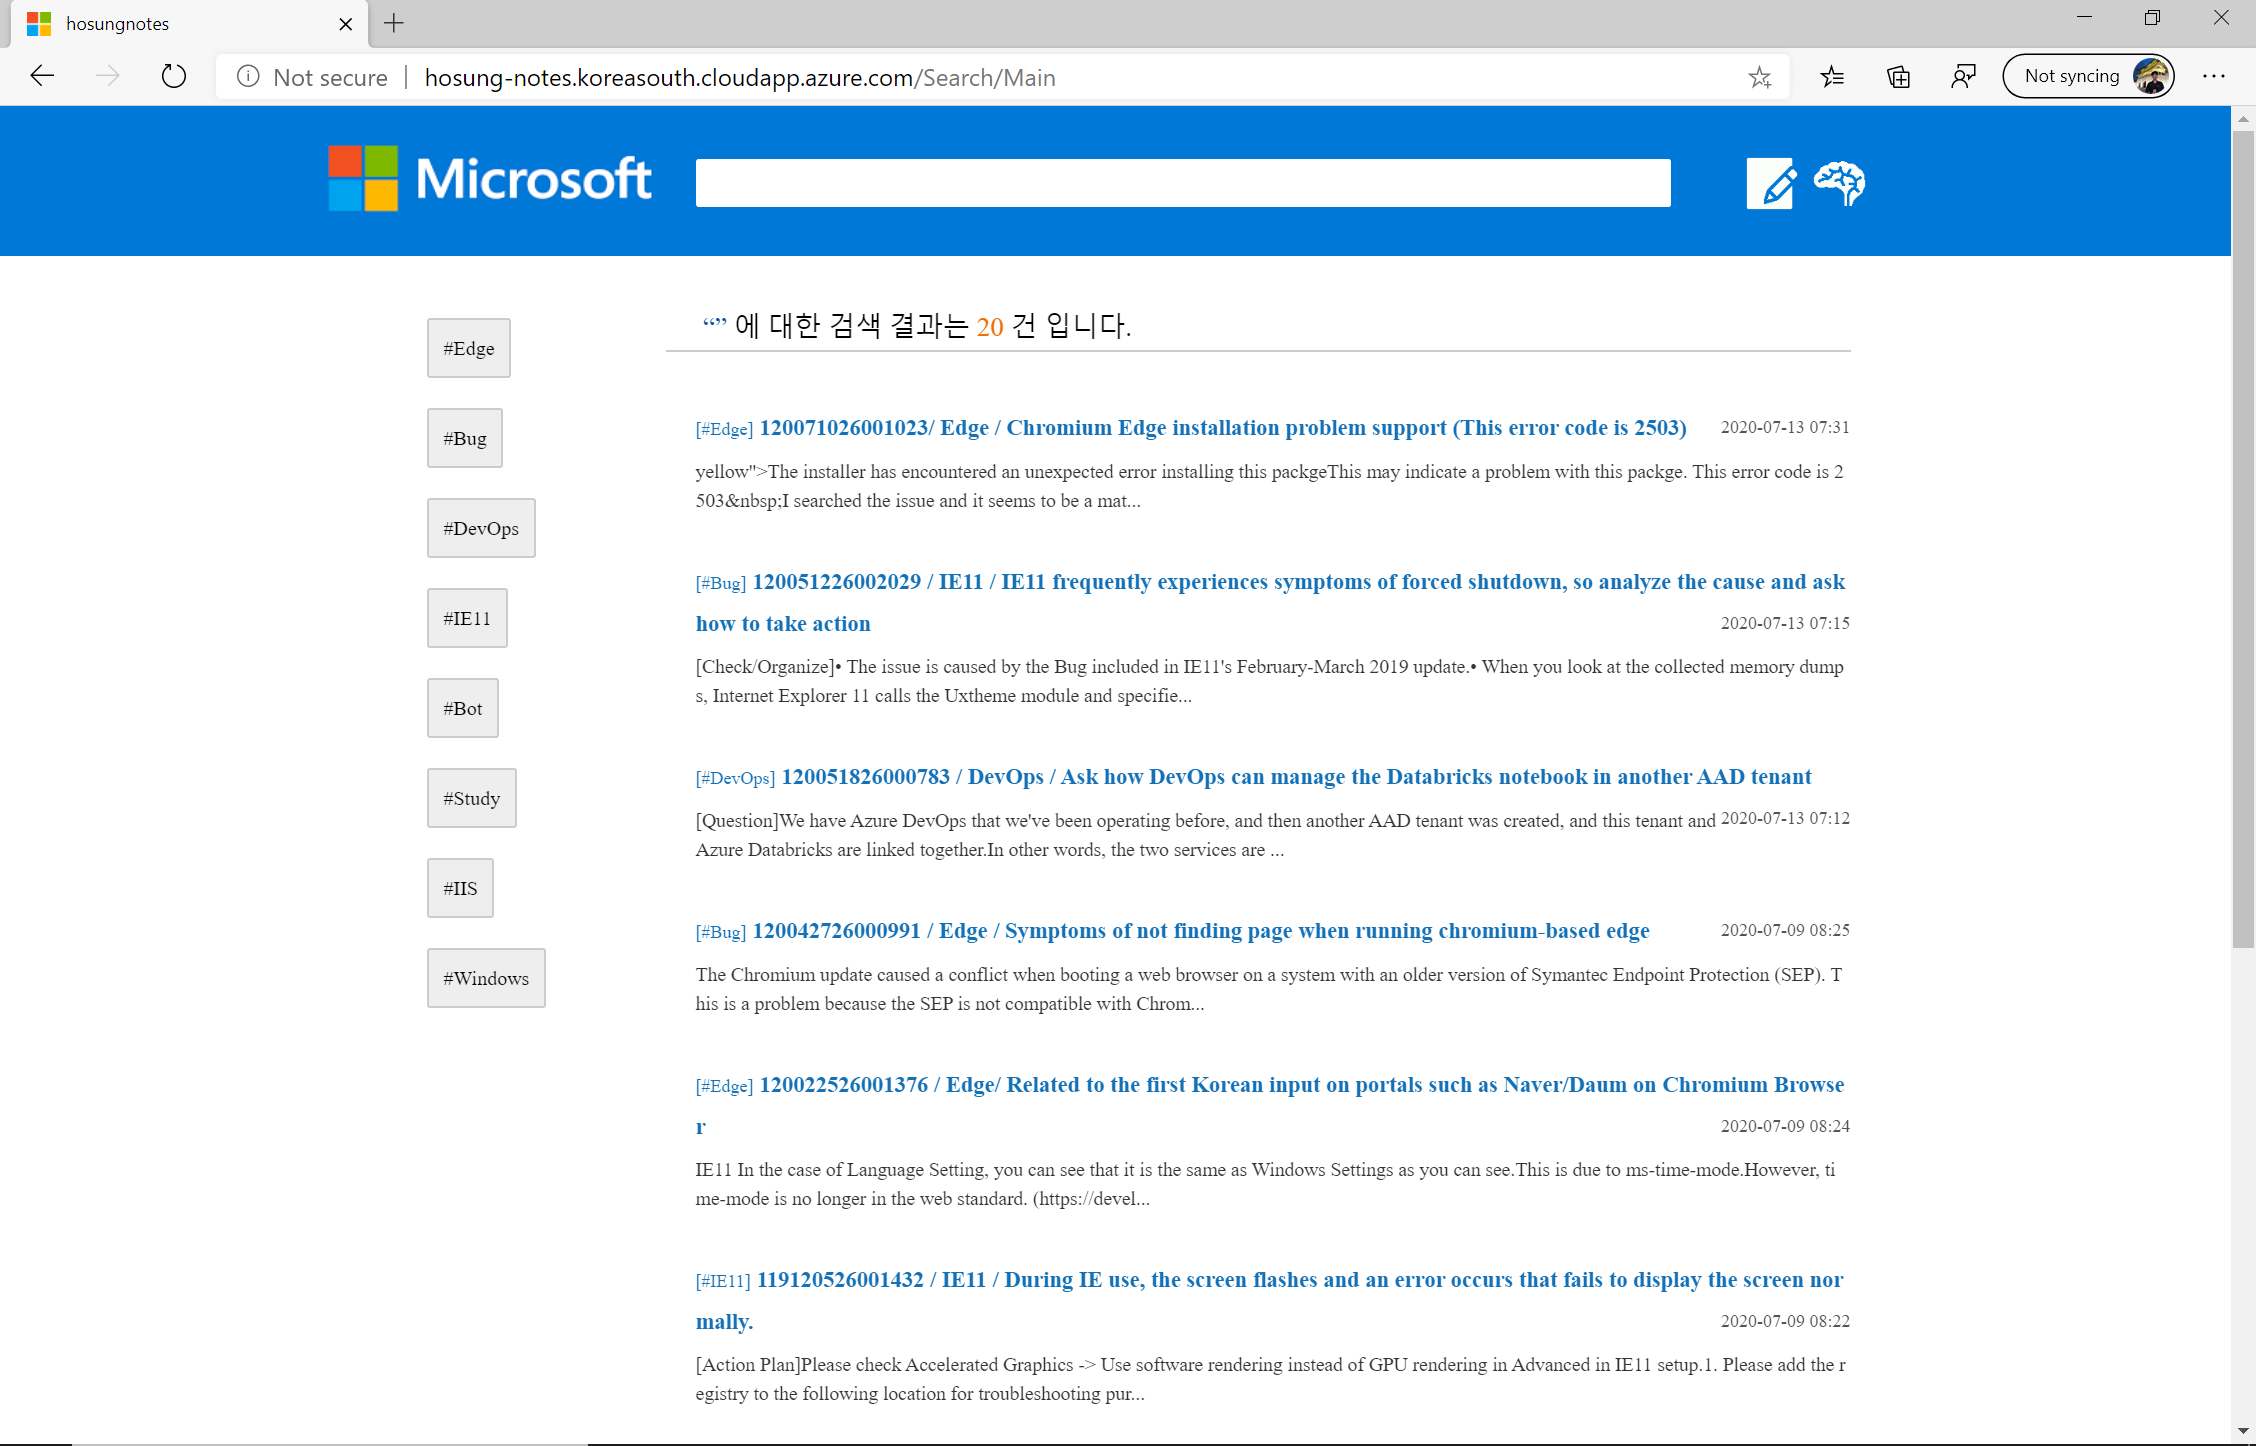 hosungnotes
Not secure hosung-notes.koreasouth.cloudapp.azure.com/Search/Main
Not syncing
Microsoft
“” 에 대한 검색 결과는 20 건 입니다.
#Edge
#Bug
#DevOps
#IE11
#Bot
#Study
#IIS
#Windows
[#Edge] 120071026001023/ Edge / Chromium Edge installation problem support (This error code is 2503) 2020-07-13 07:31
yellow">The installer has encountered an unexpected error installing this packgeThis may indicate a problem with this packge. This error code is 2
503&nbsp;I searched the issue and it seems to be a mat...
[#Bug] 120051226002029 / IE11 / IE11 frequently experiences symptoms of forced shutdown, so analyze the cause and ask
how to take action 2020-07-13 07:15
[Check/Organize]• The issue is caused by the Bug included in IE11's February-March 2019 update.• When you look at the collected memory dump
s, Internet Explorer 11 calls the Uxtheme module and specifie...
[#DevOps] 120051826000783 / DevOps / Ask how DevOps can manage the Databricks notebook in another AAD tenant
[Question]We have Azure DevOps that we've been operating before, and then another AAD tenant was created, and this tenant and 2020-07-13 07:12
Azure Databricks are linked together.In other words, the two services are ...
[#Bug] 120042726000991 / Edge / Symptoms of not finding page when running chromium-based edge 2020-07-09 08:25
The Chromium update caused a conflict when booting a web browser on a system with an older version of Symantec Endpoint Protection (SEP). T
his is a problem because the SEP is not compatible with Chrom...
[#Edge] 120022526001376 / Edge/ Related to the first Korean input on portals such as Naver/Daum on Chromium Browse
r 2020-07-09 08:24
IE11 In the case of Language Setting, you can see that it is the same as Windows Settings as you can see.This is due to ms-time-mode.However, ti
me-mode is no longer in the web standard. (https://devel...
[#IE11] 119120526001432 / IE11 / During IE use, the screen flashes and an error occurs that fails to display the screen nor
mally. 2020-07-09 08:22
[Action Plan]Please check Accelerated Graphics -> Use software rendering instead of GPU rendering in Advanced in IE11 setup.1. Please add the r
egistry to the following location for troubleshooting pur...